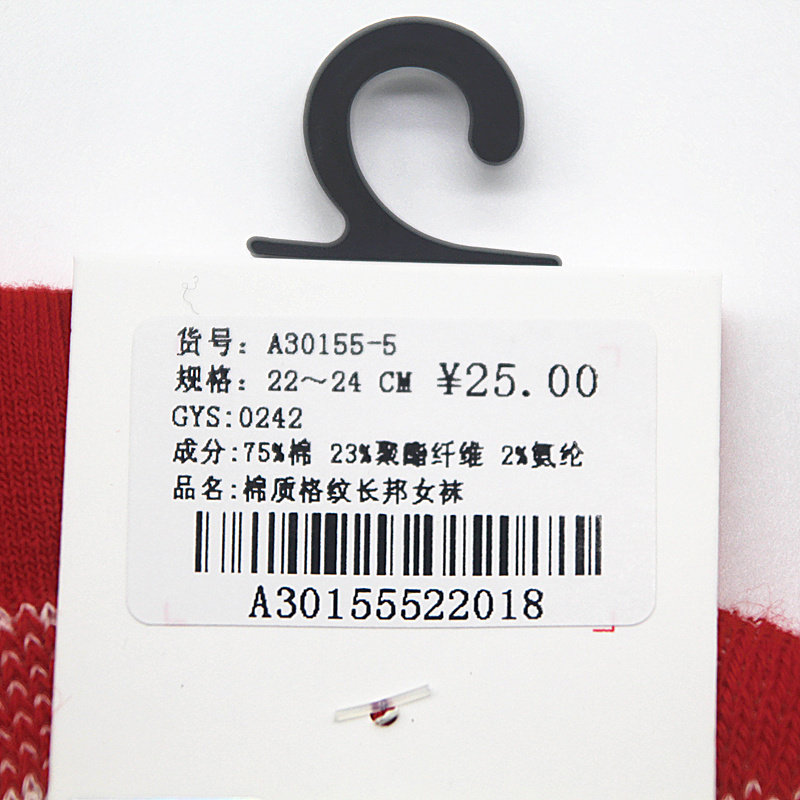 货号: A30155-5
规格: 22～24 CM ¥25.00
GYS:0242
成分:75%棉 23%聚酯纤维 2%氨纶
品名:棉质格纹长邦女袜
A30155522018